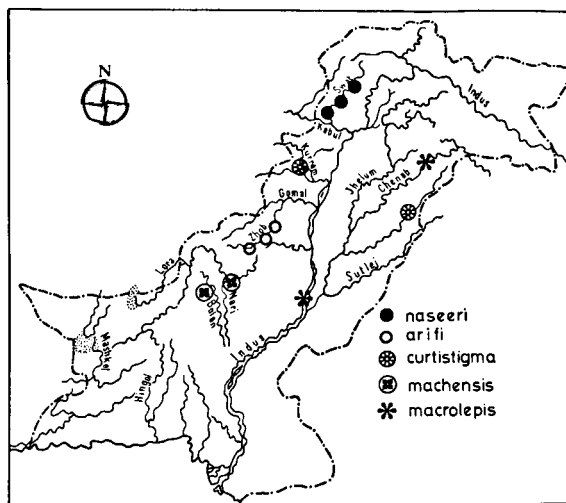 N
Swat
Indus
Kabul
Kurram
Jhelum
Chenab
Gomal
Zhob
Sutlej
Lora
Bolan
Nari
Mashkel
Hingol
Indus
naseeri
arifi
curtistigma
machensis
macrolepis